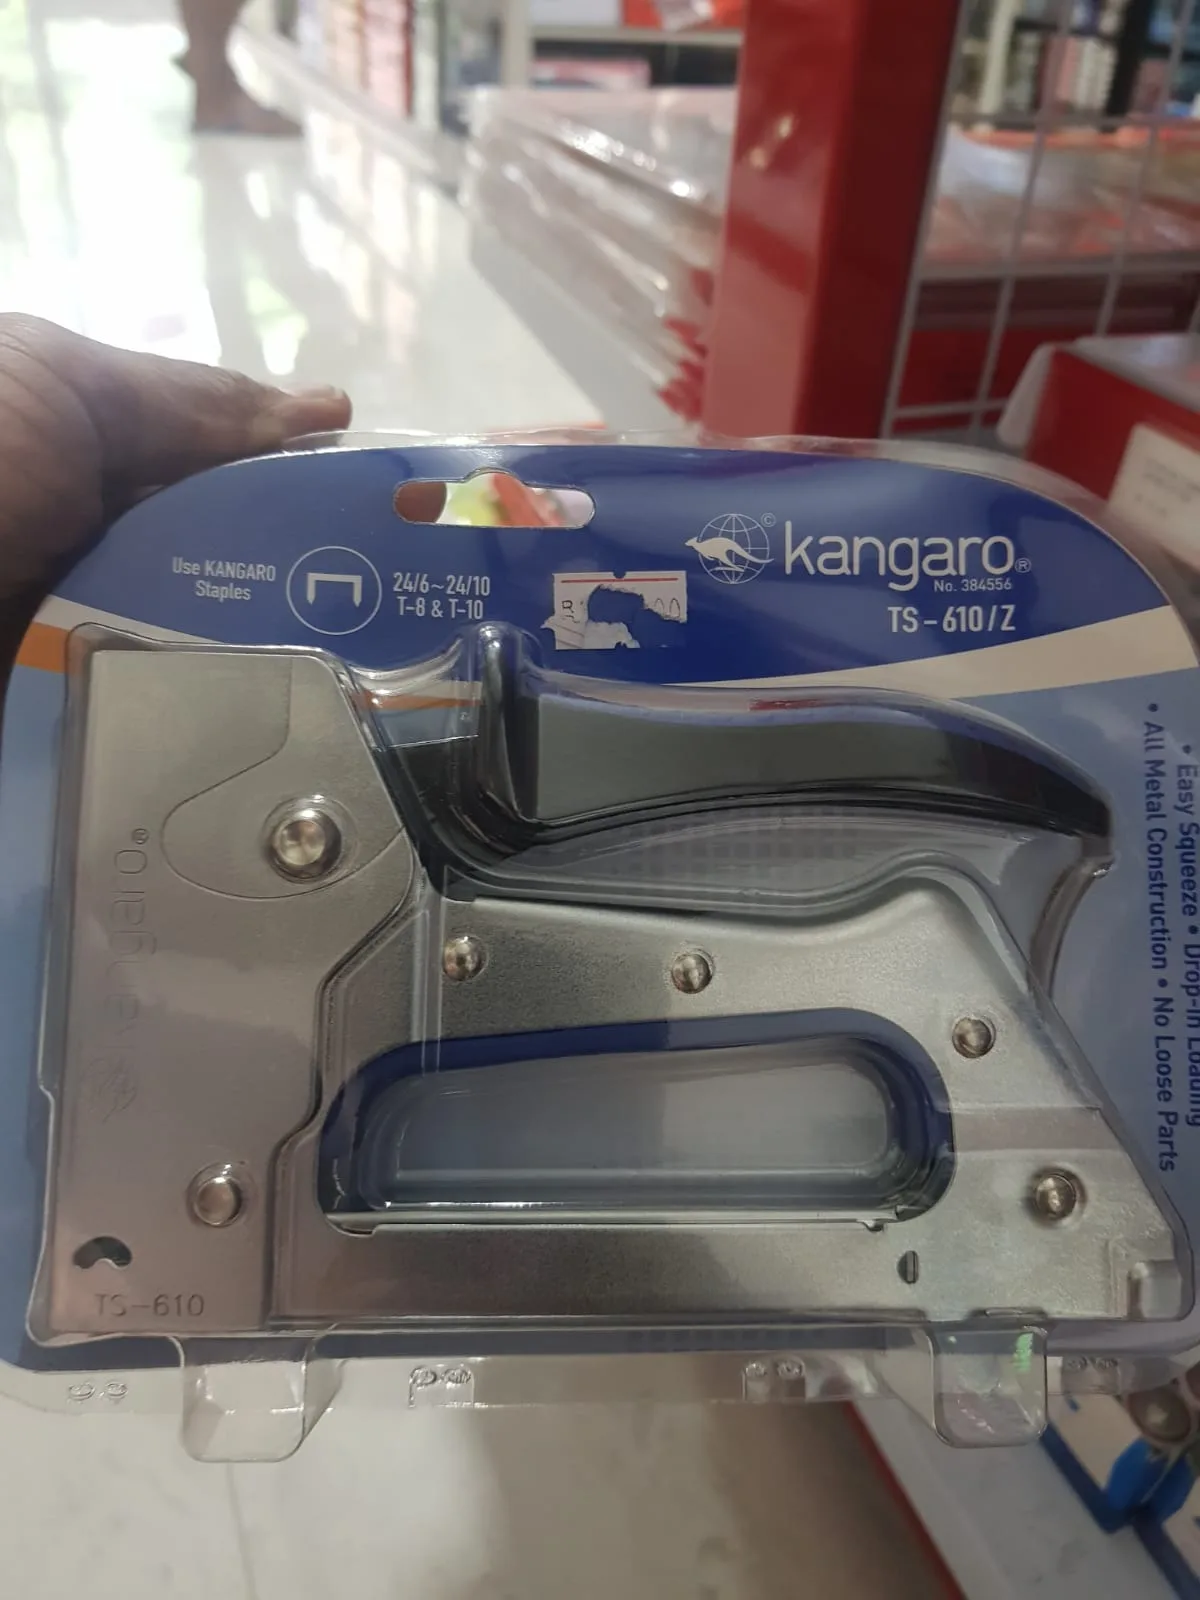 Use KANGARO
Staples
24/6~24/10
T-8 & T-10
kangaro®
No. 384556
TS-610/Z
• Easy Squeeze • Drop-in Loading
• All Metal Construction • No Loose Parts
kangaro®
TS-610